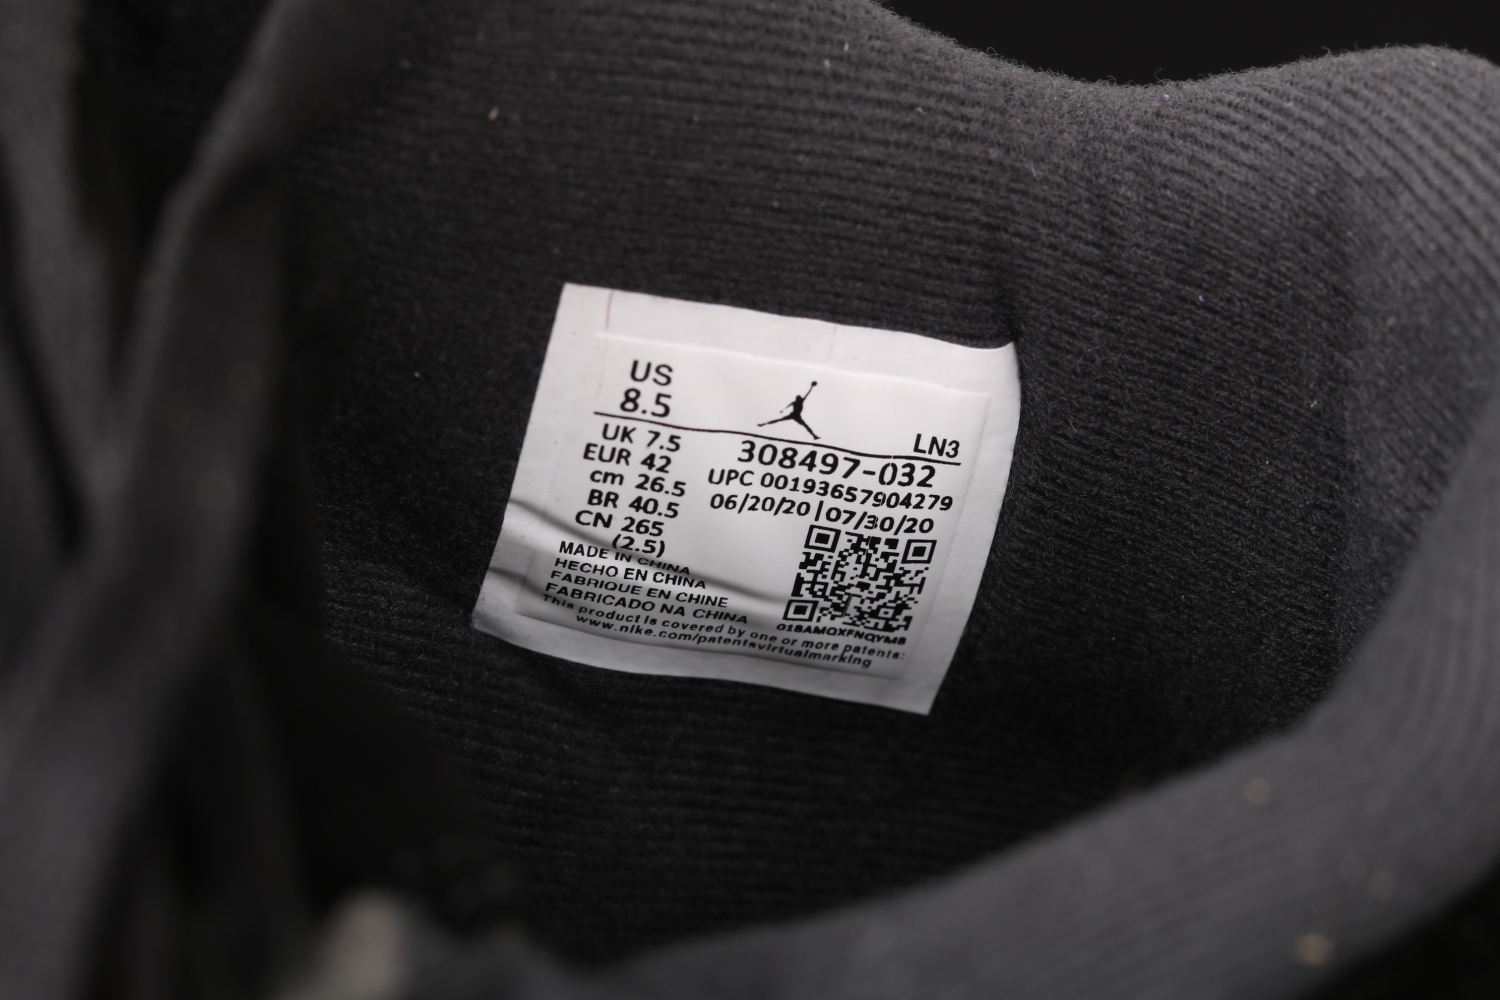 US
8.5
LN3
UK 7.5
EUR 42
cm 26.5
BR 40.5
CN 265
(2.5)
308497-032
UPC 00193657904279
06/20/20 | 07/30/20
MADE IN CHINA
HECHO EN CHINA
FABRIQUE EN CHINE
FABRICADO NA CHINA
This product is covered by one or more patents:
www.nike.com/patentsvirtualmarking
G1BAMQXFNQYMB